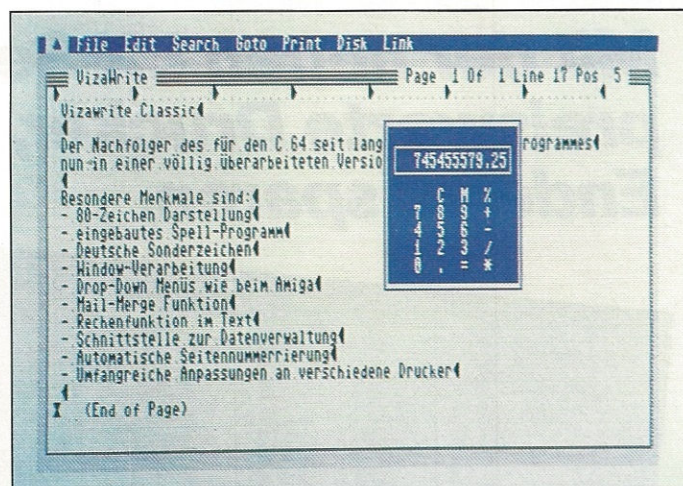 File Edit Search Goto Print Disk Link
VizaWrite Page 1 Of 1 Line 17 Pos 5
Vizawrite Classic
Der Nachfolger des für den C 64 seit lang rogrammes
nun in einer völlig überarbeiteten Versio
745455579.25
C M %
7 8 9 +
4 5 6 -
1 2 3 /
0 . = *
Besondere Merkmale sind:
- 80-Zeichen Darstellung
- eingebautes Spell-Programm
- Deutsche Sonderzeichen
- Window-Verarbeitung
- Drop-Down Menüs wie beim Amiga
- Mail-Merge Funktion
- Rechenfunktion im Text
- Schnittstelle zur Datenverwaltung
- Automatische Seitennummerrierung
- Umfangreiche Anpassungen an verschiedene Drucker
(End of Page)